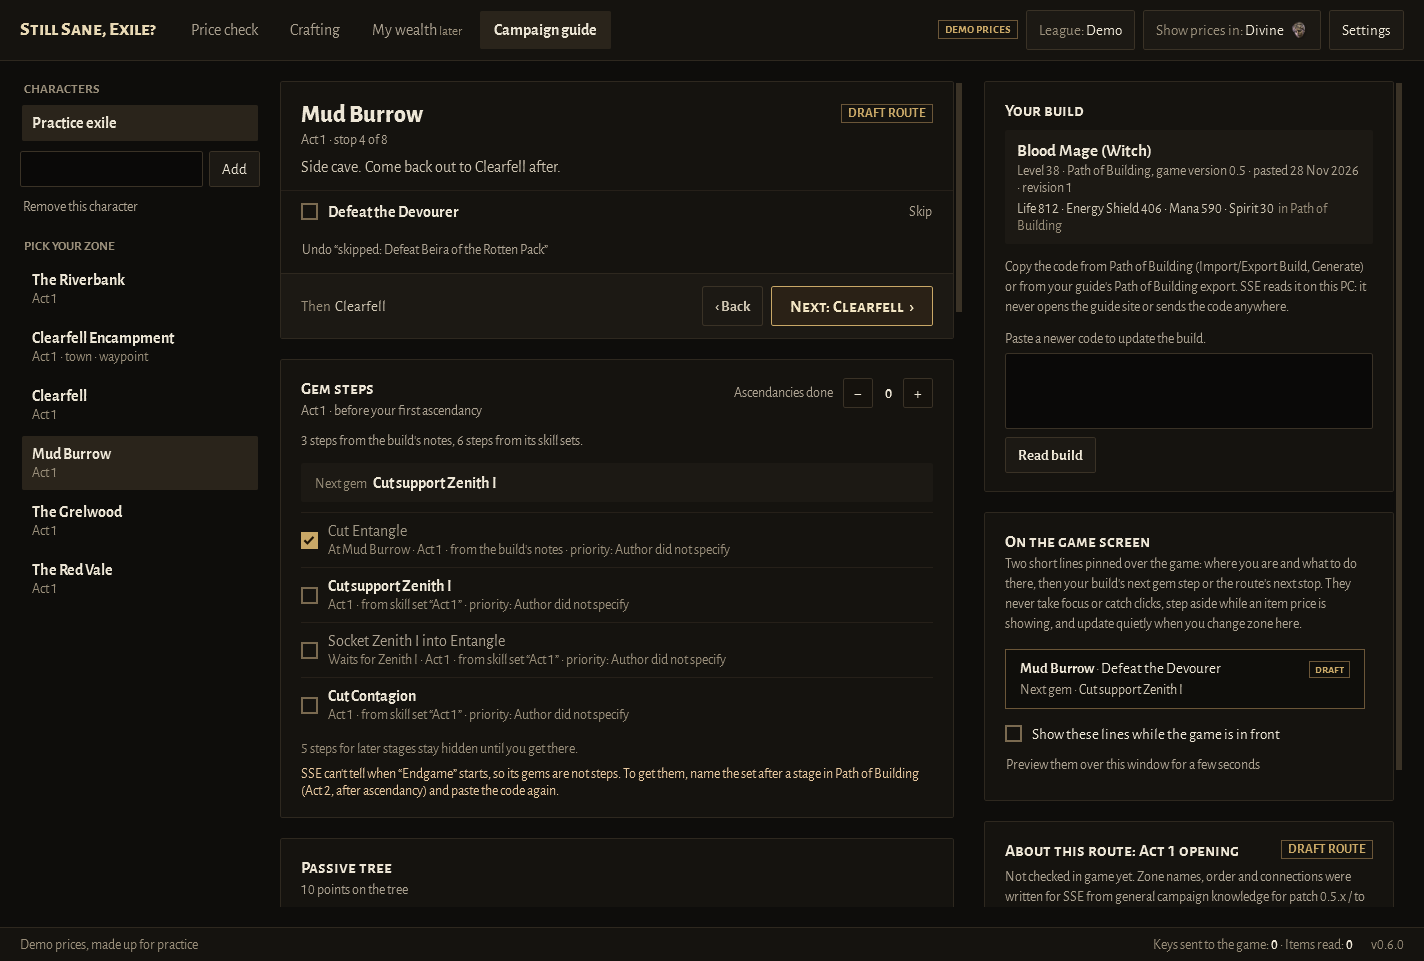 Still Sane, Exile?
Price check
Crafting
My wealth later
Campaign guide
DEMO PRICES
League: Demo
Show prices in: Divine
Settings
CHARACTERS
Practice exile
Add
Remove this character
PICK YOUR ZONE
The Riverbank
Act 1
Clearfell Encampment
Act 1 · town · waypoint
Clearfell
Act 1
Mud Burrow
Act 1
The Grelwood
Act 1
The Red Vale
Act 1
Mud Burrow
DRAFT ROUTE
Act 1 · stop 4 of 8
Side cave. Come back out to Clearfell after.
Defeat the Devourer
Skip
Undo “skipped: Defeat Beira of the Rotten Pack”
Then Clearfell
‹ Back
Next: Clearfell ›
Gem steps
Ascendancies done
−
0
+
Act 1 · before your first ascendancy
3 steps from the build's notes, 6 steps from its skill sets.
Next gem Cut support Zenith I
Cut Entangle
At Mud Burrow · Act 1 · from the build's notes · priority: Author did not specify
Cut support Zenith I
Act 1 · from skill set “Act 1” · priority: Author did not specify
Socket Zenith I into Entangle
Waits for Zenith I · Act 1 · from skill set “Act 1” · priority: Author did not specify
Cut Contagion
Act 1 · from skill set “Act 1” · priority: Author did not specify
5 steps for later stages stay hidden until you get there.
SSE can't tell when “Endgame” starts, so its gems are not steps. To get them, name the set after a stage in Path of Building
(Act 2, after ascendancy) and paste the code again.
Passive tree
10 points on the tree
Your build
Blood Mage (Witch)
Level 38 · Path of Building, game version 0.5 · pasted 28 Nov 2026
· revision 1
Life 812 · Energy Shield 406 · Mana 590 · Spirit 30 in Path of
Building
Copy the code from Path of Building (Import/Export Build, Generate)
or from your guide's Path of Building export. SSE reads it on this PC: it
never opens the guide site or sends the code anywhere.
Paste a newer code to update the build.
Read build
On the game screen
Two short lines pinned over the game: where you are and what to do
there, then your build's next gem step or the route's next stop. They
never take focus or catch clicks, step aside while an item price is
showing, and update quietly when you change zone here.
Mud Burrow · Defeat the Devourer
DRAFT
Next gem · Cut support Zenith I
Show these lines while the game is in front
Preview them over this window for a few seconds
About this route: Act 1 opening
DRAFT ROUTE
Not checked in game yet. Zone names, order and connections were
written for SSE from general campaign knowledge for patch 0.5.x / to
Demo prices, made up for practice
Keys sent to the game: 0 · Items read: 0
v0.6.0